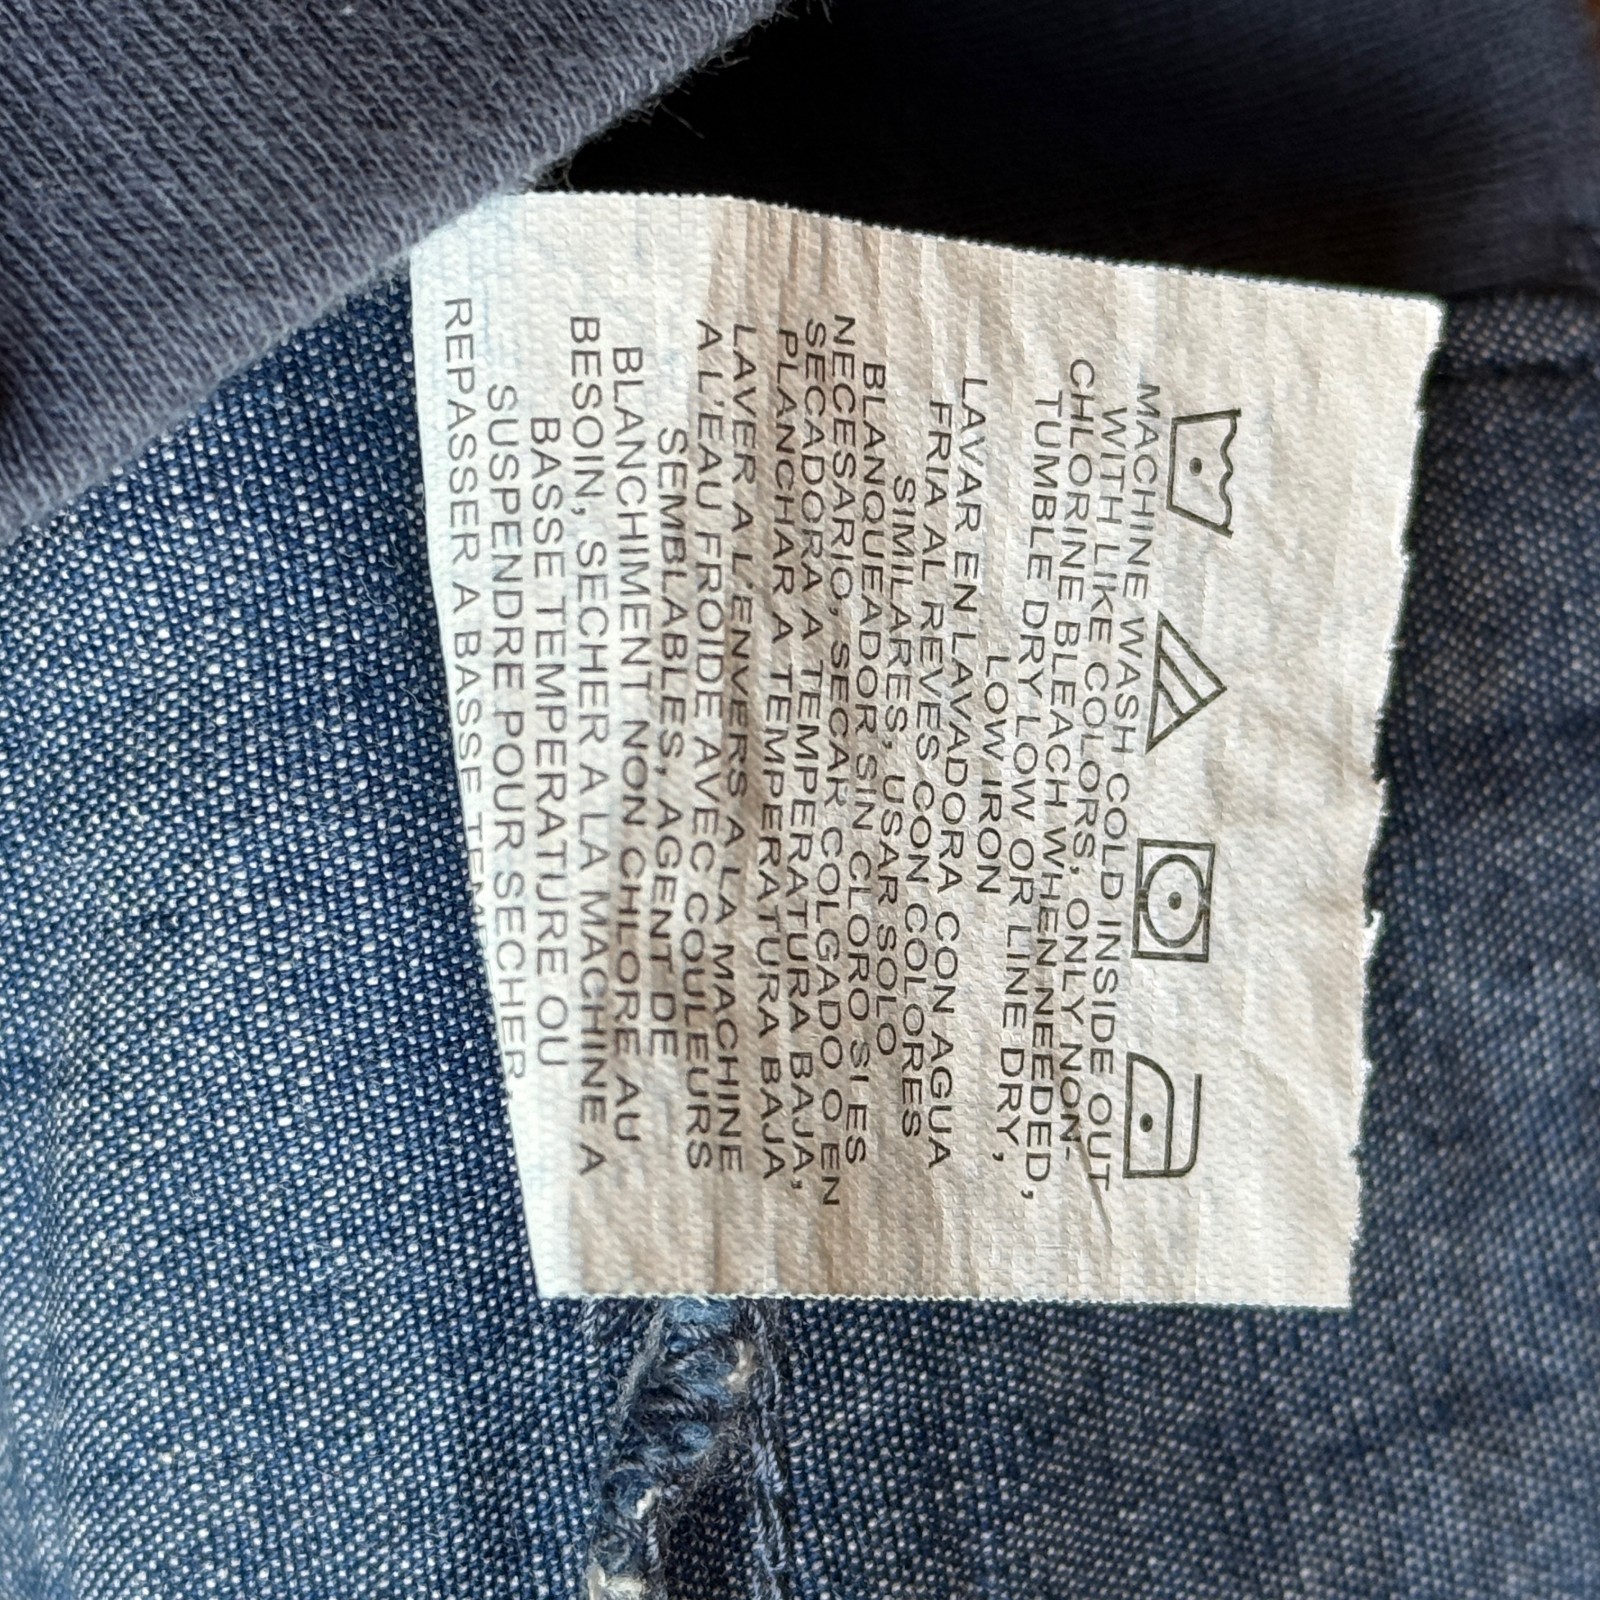 MACHINE WASH COLD INSIDE OUT
WITH LIKE COLORS, ONLY NON-
CHLORINE BLEACH WHEN NEEDED,
TUMBLE DRY LOW OR LINE DRY,
LOW IRON
LAVAR EN LAVADORA CON AGUA
FRIA AL REVES CON COLORES
SIMILARES, USAR SOLO
BLANQUEADOR SIN CLORO SI ES
NECESSARIO, SECAR COLGADO O EN
SECADORA A TEMPERATURA BAJA,
PLANCHAR A TEMPERATURA BAJA
LAVER A L'ENVERS A LA MACHINE
A L'EAU FROIDE AVEC COULEURS
SEMBLABLES, AGENT DE
BLANCHIMENT NON CHLORE AU
BESOIN, SECHER A LA MACHINE A
BASSE TEMPERATURE OU
SUSPENDRE POUR SECHER
REPASSER A BASSE